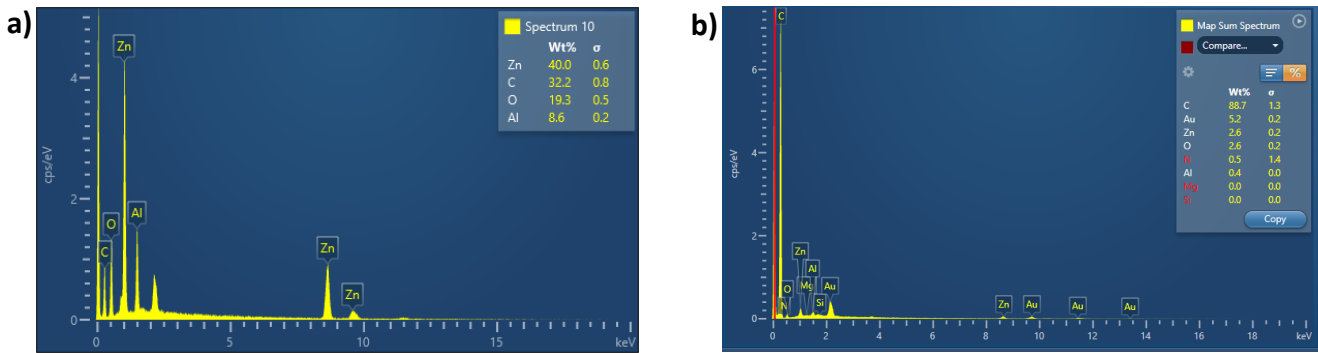 a)
Spectrum 10
Wt% σ
Zn 40.0 0.6
C 32.2 0.8
O 19.3 0.5
Al 8.6 0.2
Zn
Al
O
C
Zn
Zn
cps/eV
4
2
0
0 5 10 15 keV
b)
Map Sum Spectrum
Compare...
%
Wt% σ
C 88.7 1.3
Au 5.2 0.2
Zn 2.6 0.2
O 2.6 0.2
N 0.5 1.4
Al 0.4 0.0
Mg 0.0 0.0
Si 0.0 0.0
Copy
C
Zn
Al
O
Mg
Au
N
Si
Zn
Au
Au
Au
cps/eV
6
4
2
0
0 2 4 6 8 10 12 14 16 18 keV